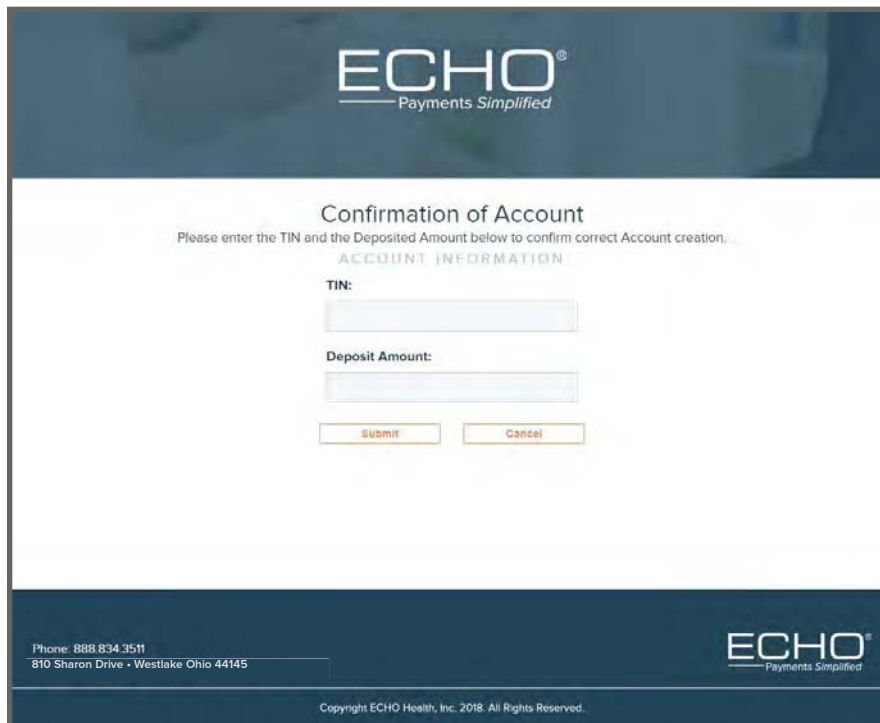 ECHO®
Payments Simplified
Confirmation of Account
Please enter the TIN and the Deposited Amount below to confirm correct Account creation.
ACCOUNT INFORMATION
TIN:
Deposit Amount:
Submit Cancel
Phone: 888.834.3511
810 Sharon Drive • Westlake Ohio 44145
ECHO®
Payments Simplified
Copyright ECHO Health, Inc. 2018. All Rights Reserved.